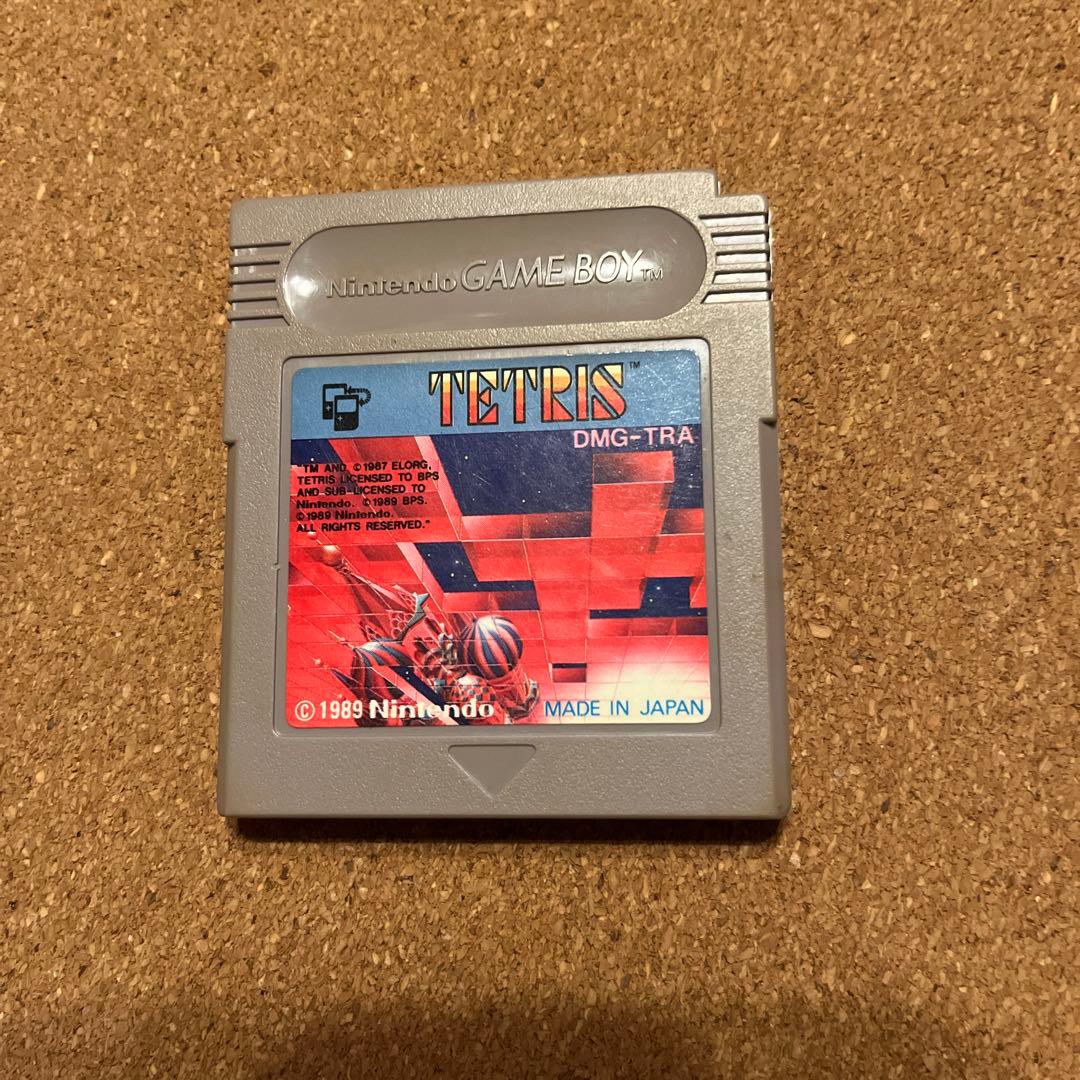 Nintendo GAME BOY™
TETRIS™
DMG-TRA
"TM AND ©1987 ELORG,
TETRIS LICENSED TO BPS
AND SUB-LICENSED TO
Nintendo. ©1989 BPS.
©1989 Nintendo.
ALL RIGHTS RESERVED."
©1989 Nintendo
MADE IN JAPAN